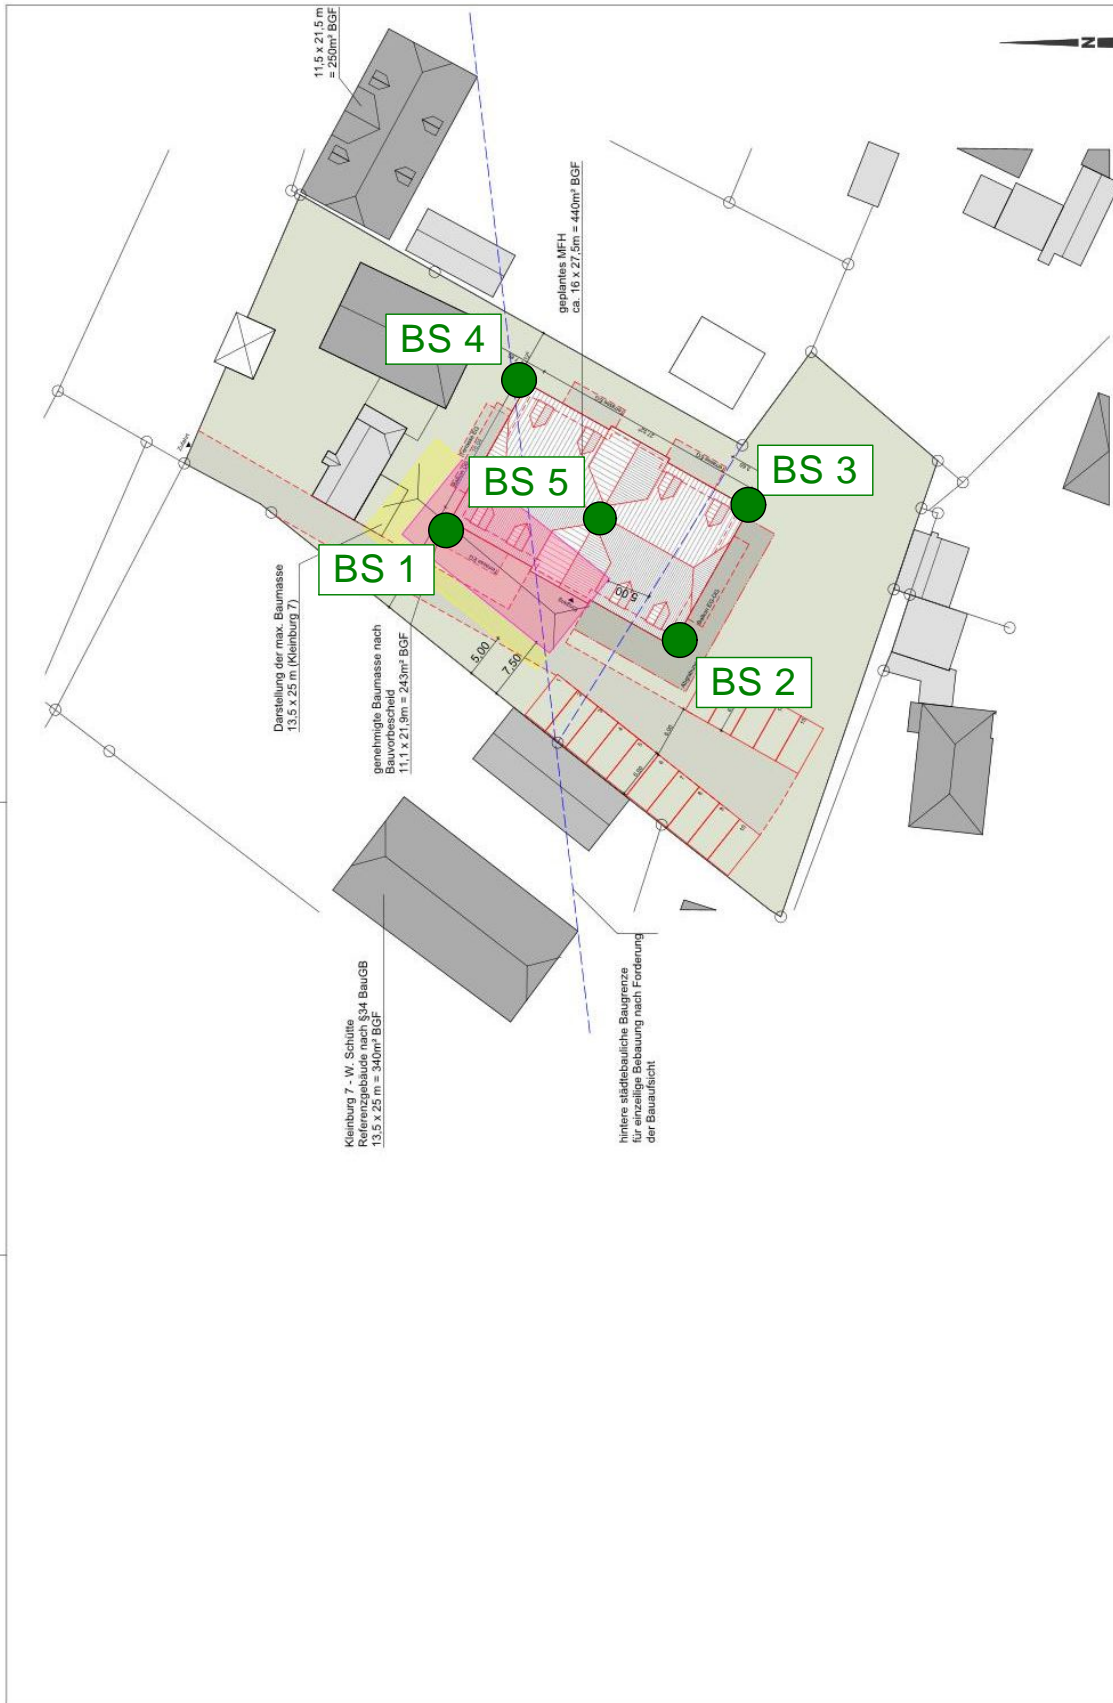 11,5 x 21,5 m
= 250m² BGF
N
geplantes MFH
ca. 16 x 27,5m = 440m² BGF
BS 4
BS 5
BS 3
BS 1
BS 2
Zufahrt
Darstellung der max. Baumasse
13,5 x 25 m (Kleinburg 7)
genehmigte Baumasse nach
Bauvorbescheid
11,1 x 21,9m = 243m² BGF
5,00
7,50
5,00
Kleinburg 7 - W. Schütte
Referenzgebäude nach §34 BauGB
13,5 x 25 m = 340m² BGF
hintere städtebauliche Baugrenze
für einzeilige Bebauung nach Forderung
der Bauaufsicht